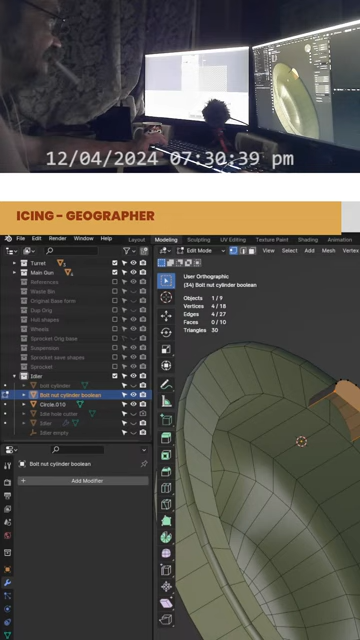 12/04/2024 07:30:39 pm
ICING - GEOGRAPHER
File Edit Render Window Help Layout Modeling Sculpting UV Editing Texture Paint Shading Animation
Edit Mode View Select Add Mesh Vertex
Turret
Main Gun
References
Waste Bin
Original Base form
Dap Orig
Hull shapes
Wheels
Sprocket Orig base
Suspension
Sprocket save shapes
Sprocket
Idler
bolt cylinder
Bolt nut cylinder boolean
Circle.010
Idle hole cutter
Idler
Idler empty
User Orthographic
(34) Bolt nut cylinder boolean
Objects 1/9
Vertices 4/18
Edges 4/27
Faces 0/10
Triangles 30
Bolt nut cylinder boolean
+ Add Modifier